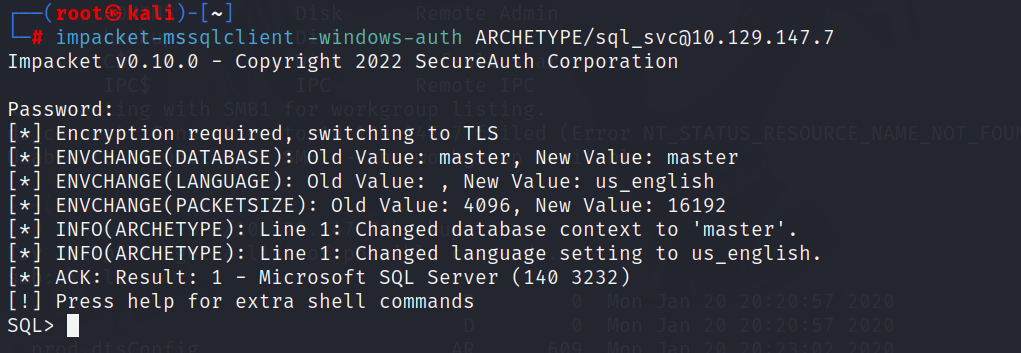 ┌──(root㉿kali)-[~]
└─# impacket-mssqlclient -windows-auth ARCHETYPE/sql_svc@10.129.147.7
Impacket v0.10.0 - Copyright 2022 SecureAuth Corporation
Password:
[*] Encryption required, switching to TLS
[*] ENVCHANGE(DATABASE): Old Value: master, New Value: master
[*] ENVCHANGE(LANGUAGE): Old Value: , New Value: us_english
[*] ENVCHANGE(PACKETSIZE): Old Value: 4096, New Value: 16192
[*] INFO(ARCHETYPE): Line 1: Changed database context to 'master'.
[*] INFO(ARCHETYPE): Line 1: Changed language setting to us_english.
[*] ACK: Result: 1 - Microsoft SQL Server (140 3232)
[!] Press help for extra shell commands
SQL>